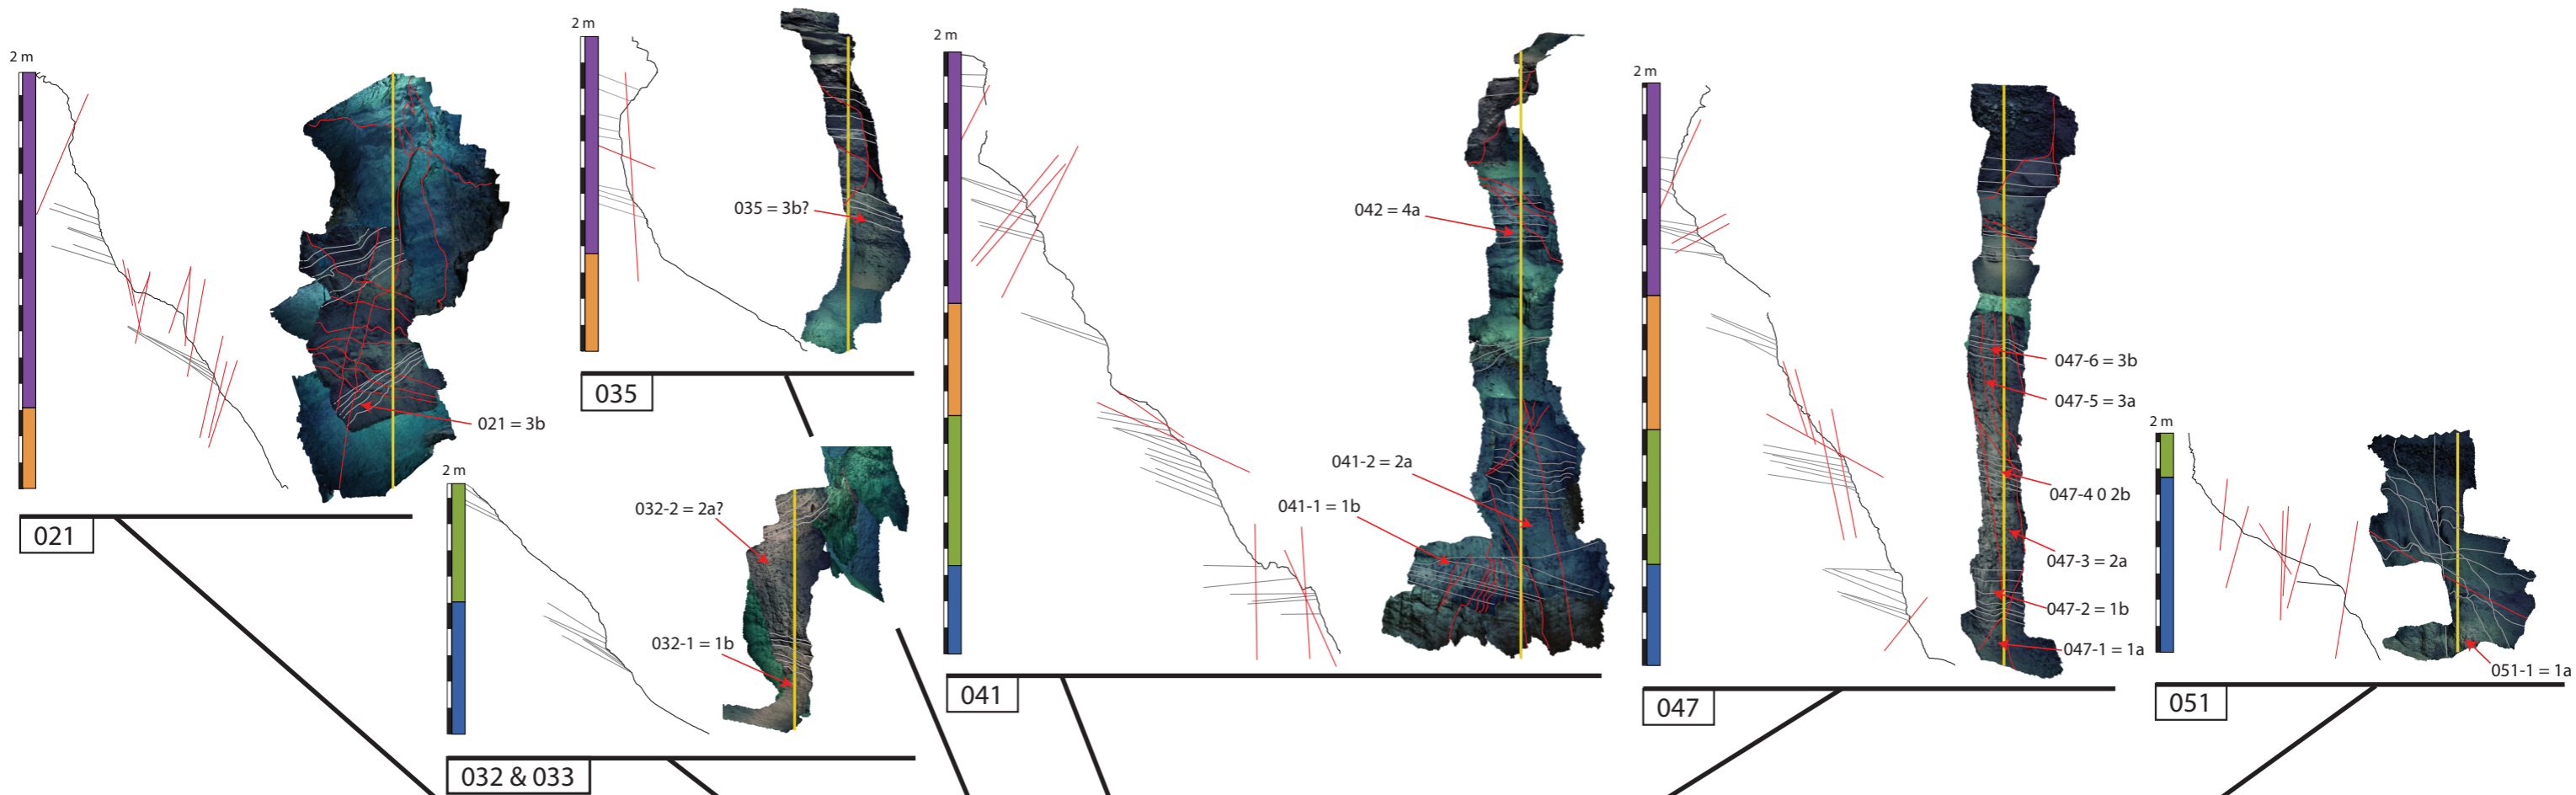 2 m
021 = 3b
021
2 m
035 = 3b?
035
2 m
032-2 = 2a?
032-1 = 1b
032 & 033
2 m
042 = 4a
041-2 = 2a
041-1 = 1b
041
2 m
047-6 = 3b
047-5 = 3a
047-4 0 2b
047-3 = 2a
047-2 = 1b
047-1 = 1a
047
2 m
051-1 = 1a
051